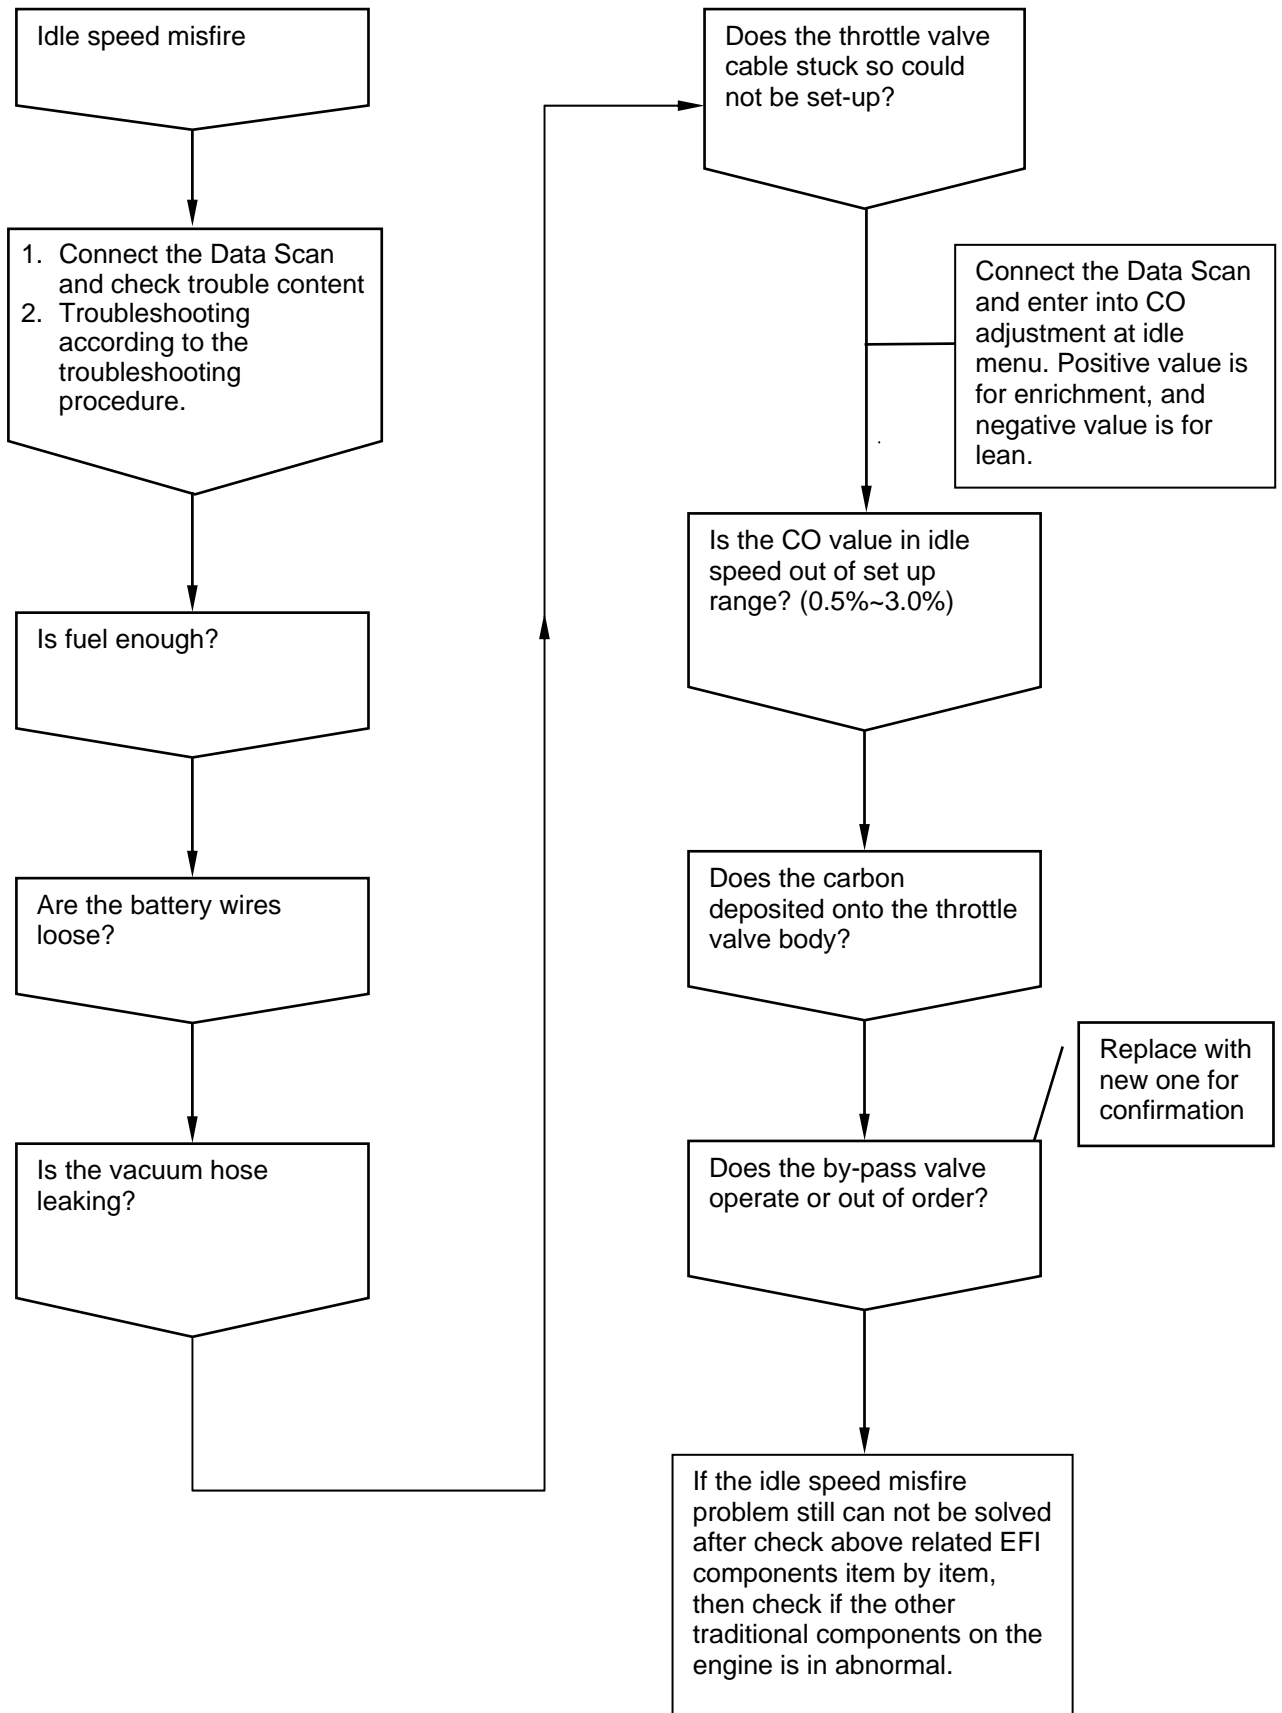 Idle speed misfire
1. Connect the Data Scan
and check trouble content
2. Troubleshooting
according to the
troubleshooting
procedure.
Is fuel enough?
Are the battery wires
loose?
Is the vacuum hose
leaking?
Does the throttle valve
cable stuck so could
not be set-up?
Connect the Data Scan
and enter into CO
adjustment at idle
menu. Positive value is
for enrichment, and
negative value is for
lean.
Is the CO value in idle
speed out of set up
range? (0.5%~3.0%)
Does the carbon
deposited onto the throttle
valve body?
Replace with
new one for
confirmation
Does the by-pass valve
operate or out of order?
If the idle speed misfire
problem still can not be solved
after check above related EFI
components item by item,
then check if the other
traditional components on the
engine is in abnormal.